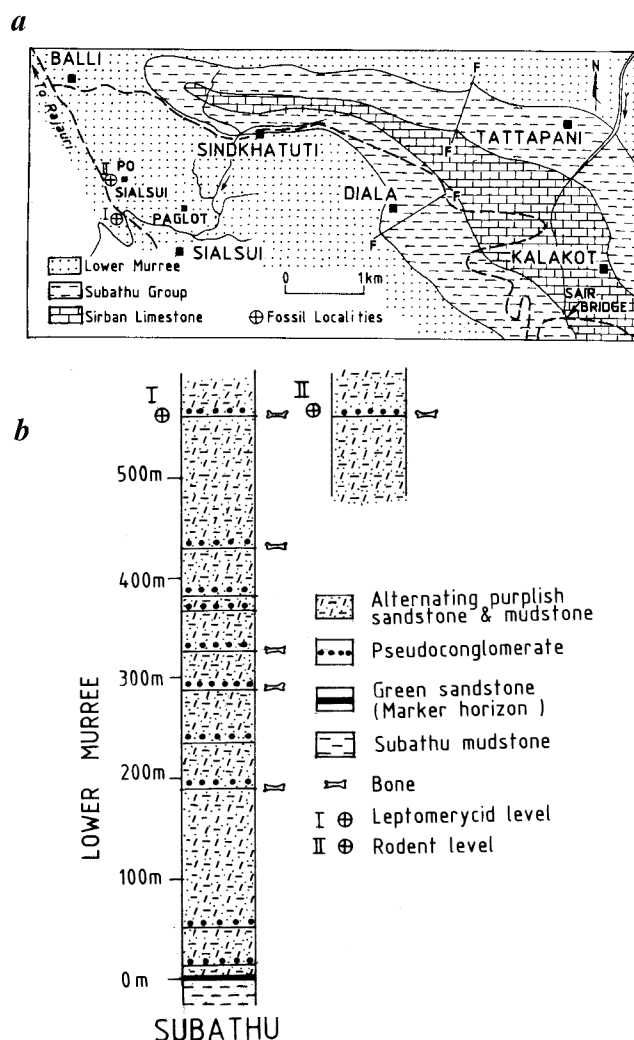 a
BALLI
To Rajauri
II PO
SIALSUI
I
PAGLOT
SIALSUI
SINDKHATUTI
F
F
N
TATTAPANI
DIALA
F
F
KALAKOT
SAIR
BRIDGE
0 1km
Lower Murree
Subathu Group
Sirban Limestone
Fossil Localities
b
I
II
500m
400m
300m
200m
100m
0m
LOWER MURREE
SUBATHU
Alternating purplish
sandstone & mudstone
Pseudoconglomerate
Green sandstone
(Marker horizon )
Subathu mudstone
Bone
I ⊕ Leptomerycid level
II ⊕ Rodent level